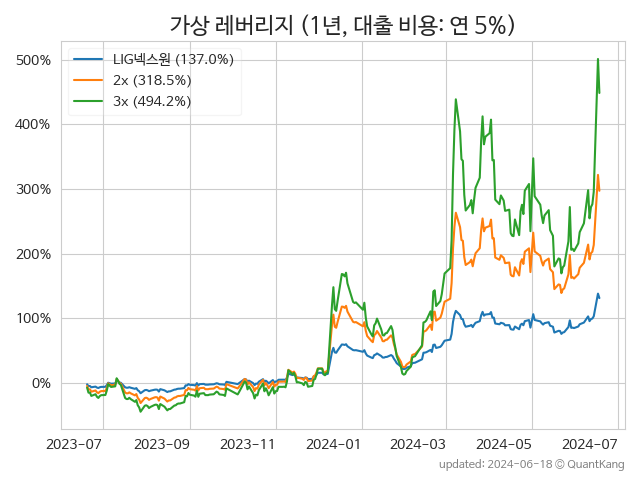 가상 레버리지 (1년, 대출 비용: 연 5%)
LIG넥스원 (137.0%)
2x (318.5%)
3x (494.2%)
500%
400%
300%
200%
100%
0%
2023-07 2023-09 2023-11 2024-01 2024-03 2024-05 2024-07
updated: 2024-06-18 © QuantKang